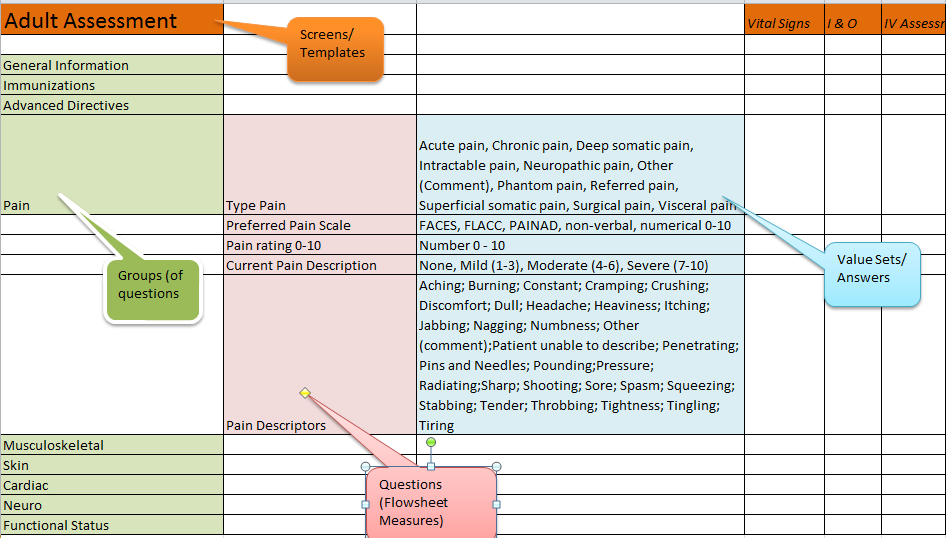 Adult Assessment
Vital Signs
I & O
IV Assessr
Screens/
Templates
General Information
Immunizations
Advanced Directives
Pain
Type Pain
Acute pain, Chronic pain, Deep somatic pain,
Intractable pain, Neuropathic pain, Other
(Comment), Phantom pain, Referred pain,
Superficial somatic pain, Surgical pain, Visceral pain
Preferred Pain Scale
FACES, FLACC, PAINAD, non-verbal, numerical 0-10
Pain rating 0-10
Number 0 - 10
Current Pain Description
None, Mild (1-3), Moderate (4-6), Severe (7-10)
Groups (of
questions
Value Sets/
Answers
Pain Descriptors
Aching; Burning; Constant; Cramping; Crushing;
Discomfort; Dull; Headache; Heaviness; Itching;
Jabbing; Nagging; Numbness; Other
(comment);Patient unable to describe; Penetrating;
Pins and Needles; Pounding;Pressure;
Radiating;Sharp; Shooting; Sore; Spasm; Squeezing;
Stabbing; Tender; Throbbing; Tightness; Tingling;
Tiring
Musculoskeletal
Skin
Cardiac
Neuro
Functional Status
Questions
(Flowsheet
Measures)